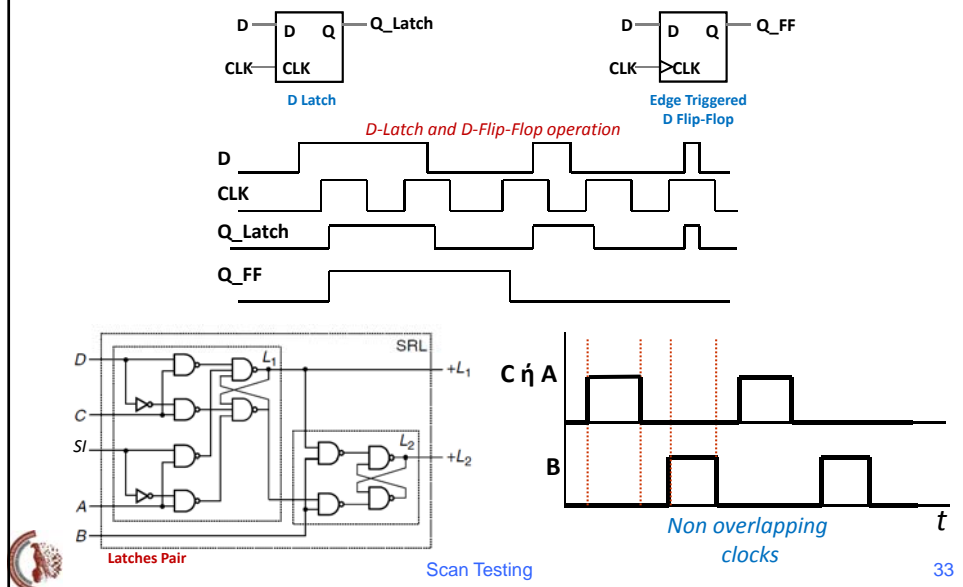 D D Q Q_Latch
CLK CLK
D Latch
D D Q Q_FF
CLK CLK
Edge Triggered
D Flip-Flop
D-Latch and D-Flip-Flop operation
D
CLK
Q_Latch
Q_FF
SRL
D
C
SI
A
B
L1
+L1
L2
+L2
Latches Pair
C ή A
B
t
Non overlapping
clocks
Scan Testing
33